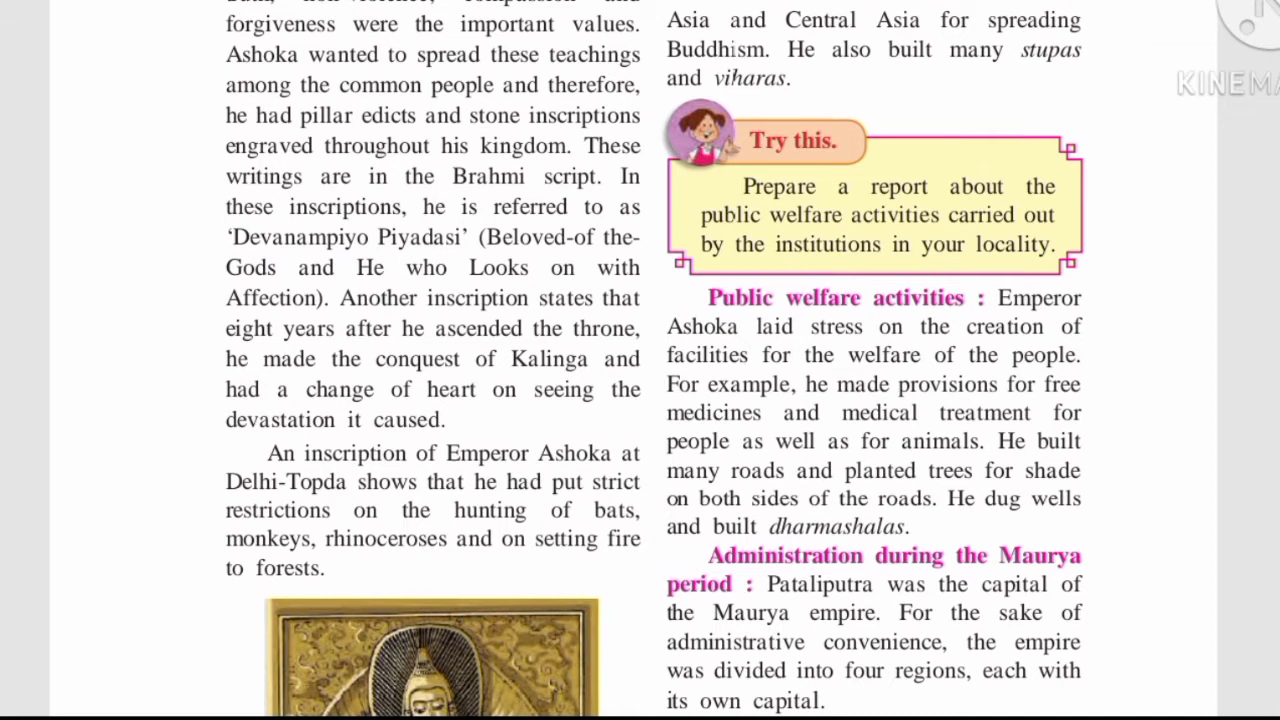 forgiveness were the important values.
Ashoka wanted to spread these teachings
among the common people and therefore,
he had pillar edicts and stone inscriptions
engraved throughout his kingdom. These
writings are in the Brahmi script. In
these inscriptions, he is referred to as
‘Devanampiyo Piyadasi’ (Beloved-of the-
Gods and He who Looks on with
Affection). Another inscription states that
eight years after he ascended the throne,
he made the conquest of Kalinga and
had a change of heart on seeing the
devastation it caused.
An inscription of Emperor Ashoka at
Delhi-Topda shows that he had put strict
restrictions on the hunting of bats,
monkeys, rhinoceroses and on setting fire
to forests.
Asia and Central Asia for spreading
Buddhism. He also built many stupas
and viharas.
Try this.
Prepare a report about the
public welfare activities carried out
by the institutions in your locality.
Public welfare activities : Emperor
Ashoka laid stress on the creation of
facilities for the welfare of the people.
For example, he made provisions for free
medicines and medical treatment for
people as well as for animals. He built
many roads and planted trees for shade
on both sides of the roads. He dug wells
and built dharmashalas.
Administration during the Maurya
period : Pataliputra was the capital of
the Maurya empire. For the sake of
administrative convenience, the empire
was divided into four regions, each with
its own capital.
KINEMA